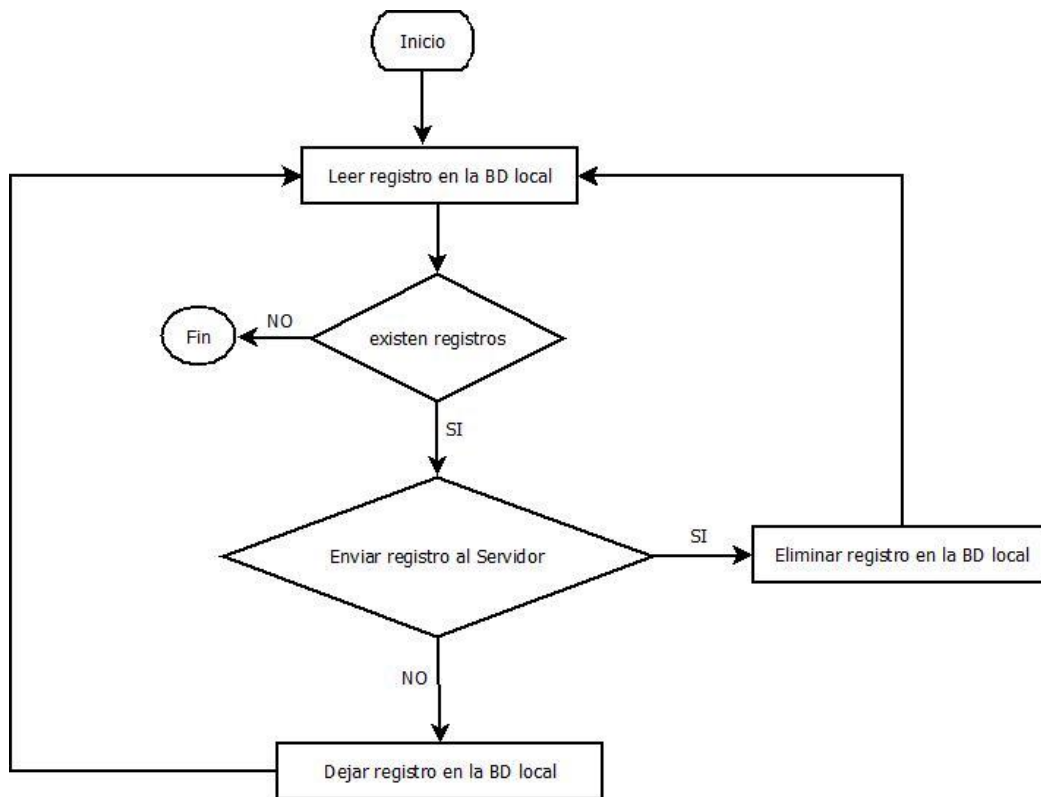 Inicio
Leer registro en la BD local
existen registros
NO
Fin
SI
Enviar registro al Servidor
SI
Eliminar registro en la BD local
NO
Dejar registro en la BD local